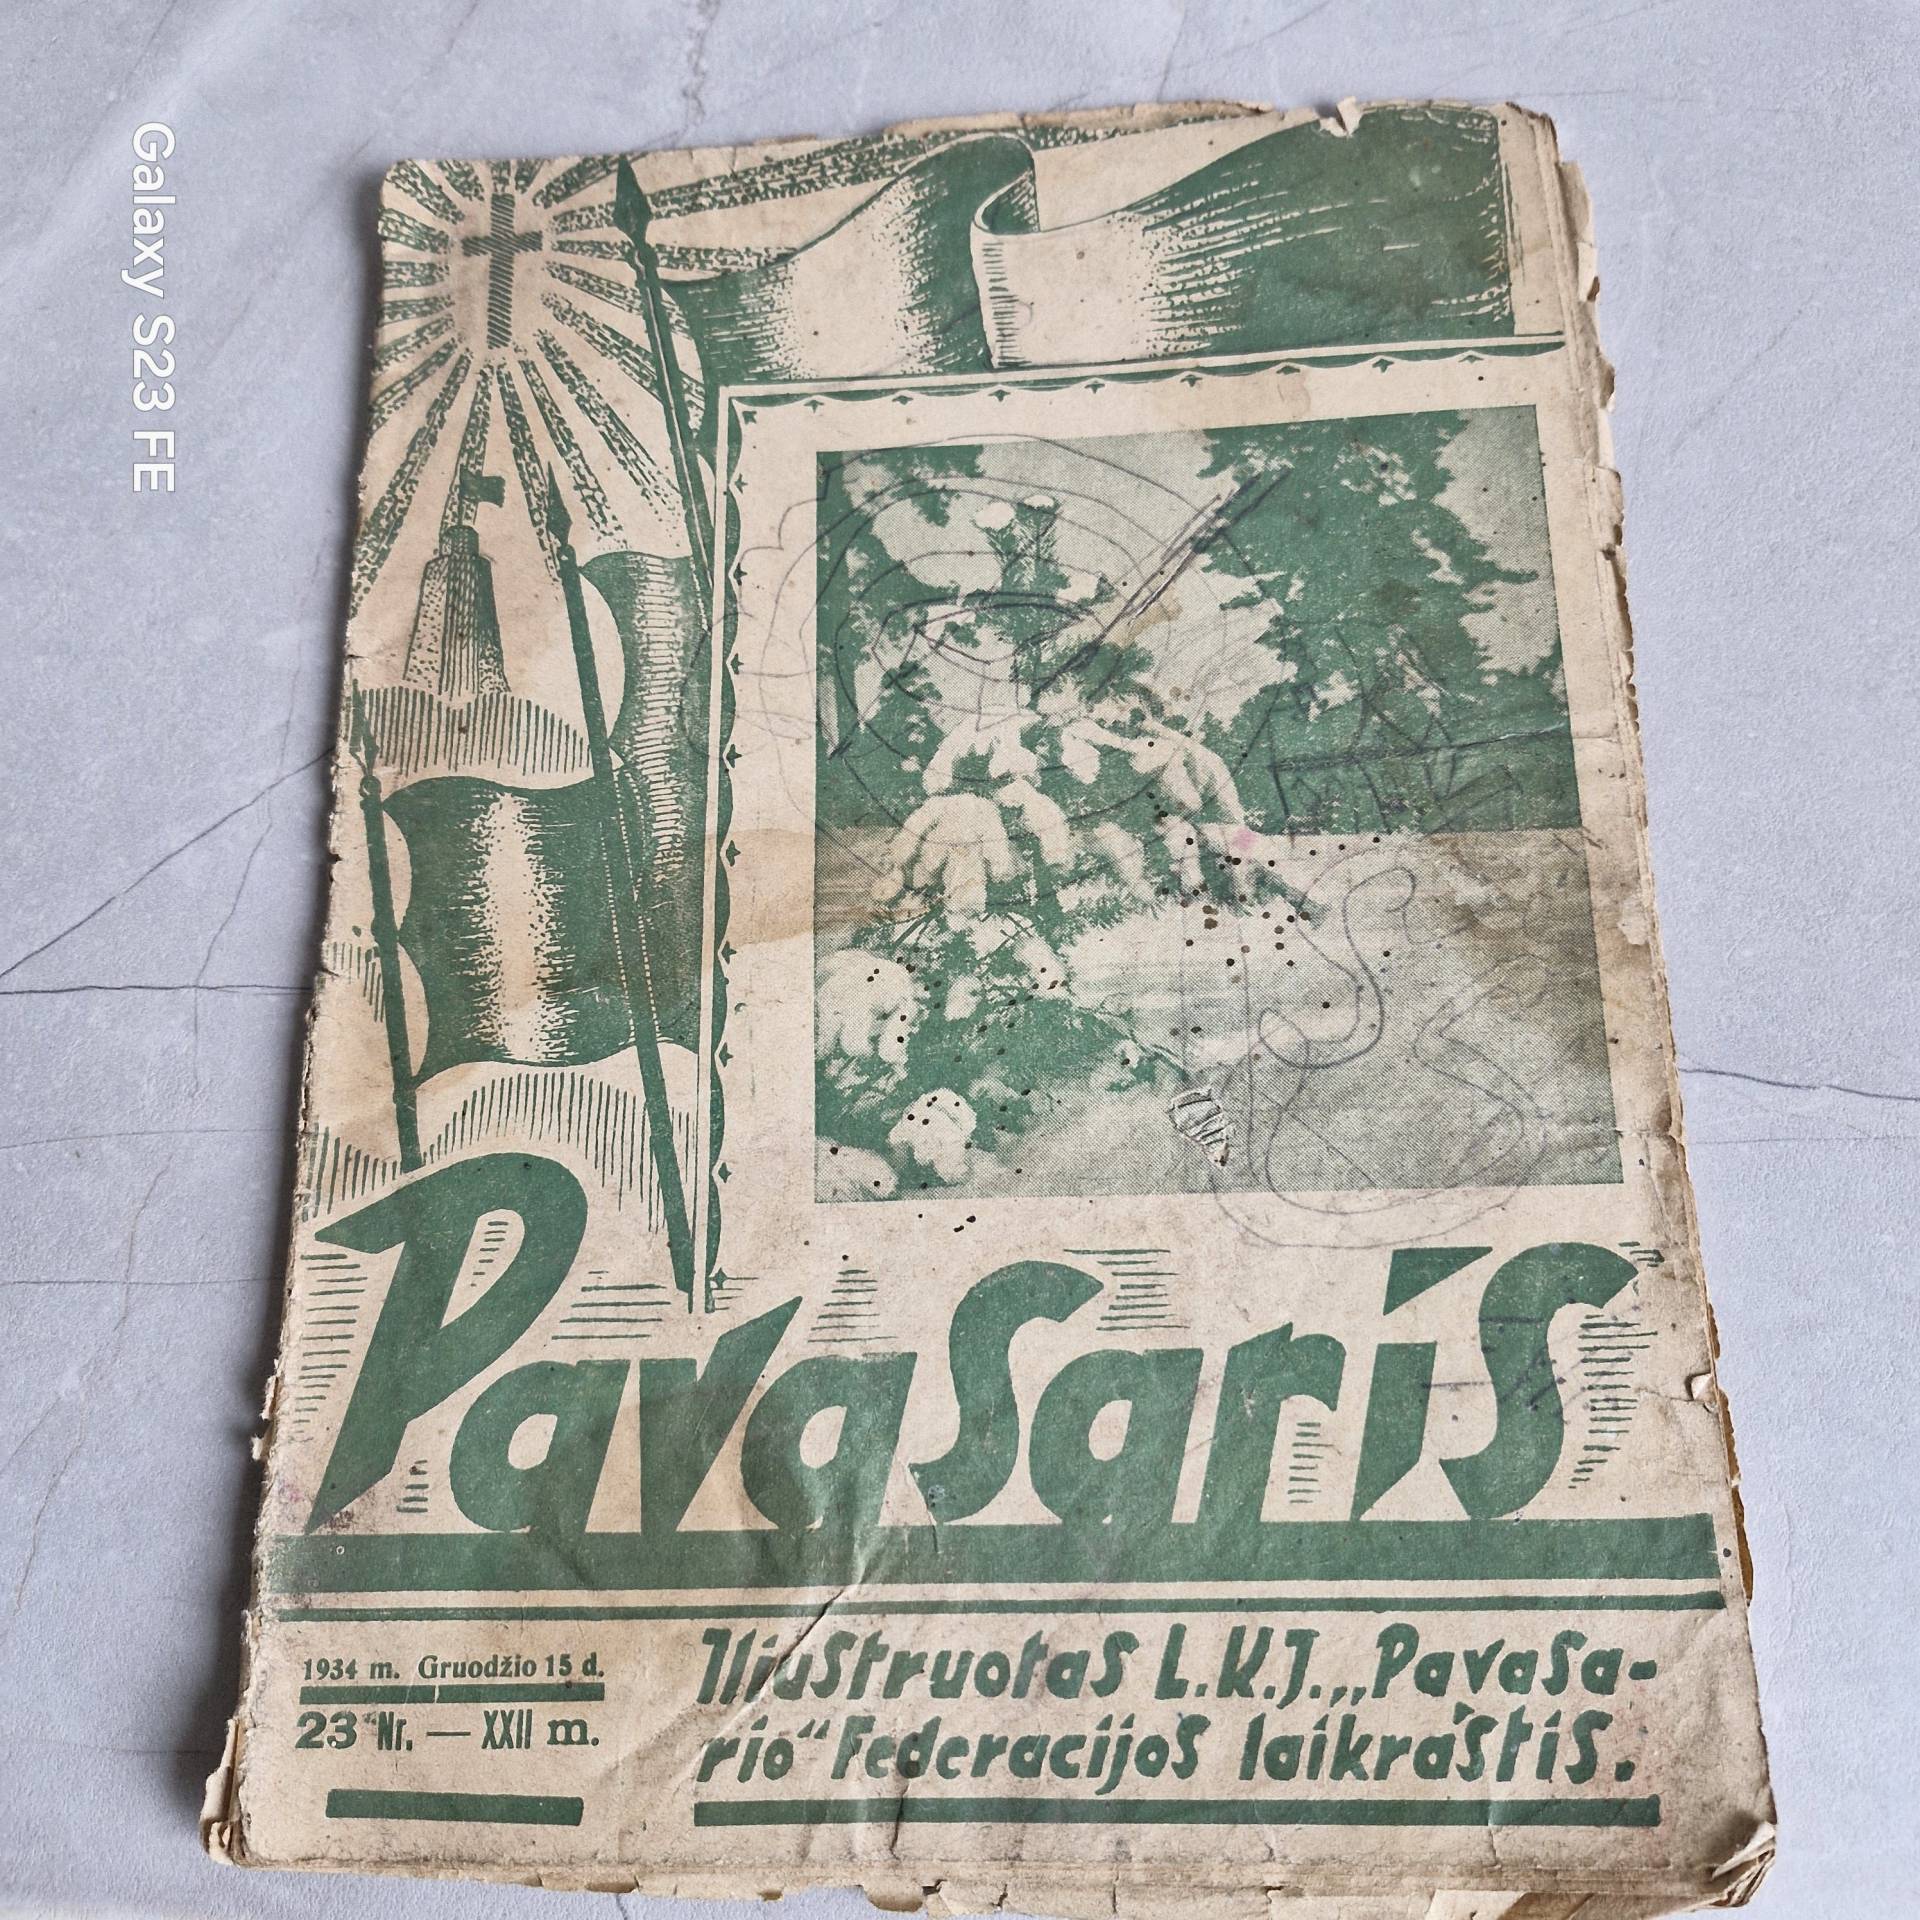 Galaxy S23 FE
Pavasaris
1934 m. Gruodžio 15 d.
23 Nr. — XXII m.
Iliustruotas L.K.J. „Pavasa-
rio“ Federacijos laikraštis.